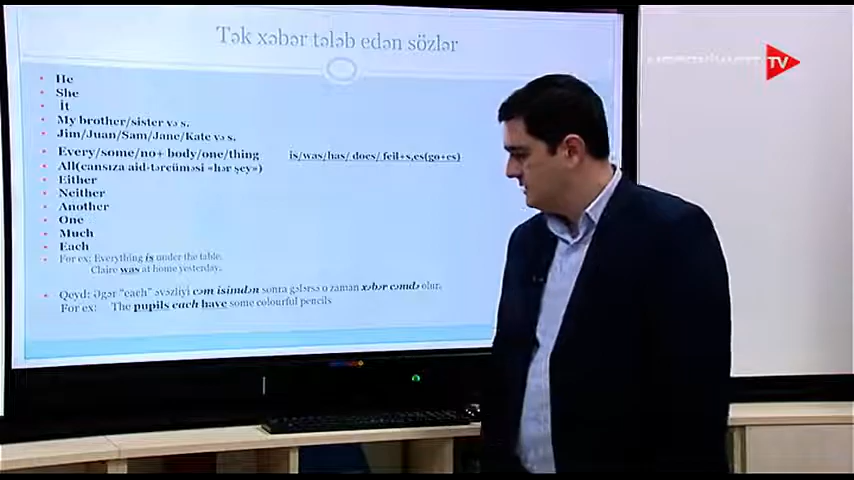 Tək xəbər tələb edən sözlər
He
She
İt
My brother/sister və s.
Jim/Juan/Sam/Jane/Kate və s.
Every/some/no+ body/one/thing is/was/has/ does/ feil+s,es(go+es)
All(cansıza aid-tərcüməsi «hər şey»)
Either
Neither
Another
One
Much
Each
For ex: Everything is under the table.
Claire was at home yesterday.
Qeyd: Əgər “each” əvəzliyi cəm isimdən sonra gələrsə o zaman xəbər cəmdə olur.
For ex: The pupils each have some colourful pencils
TV